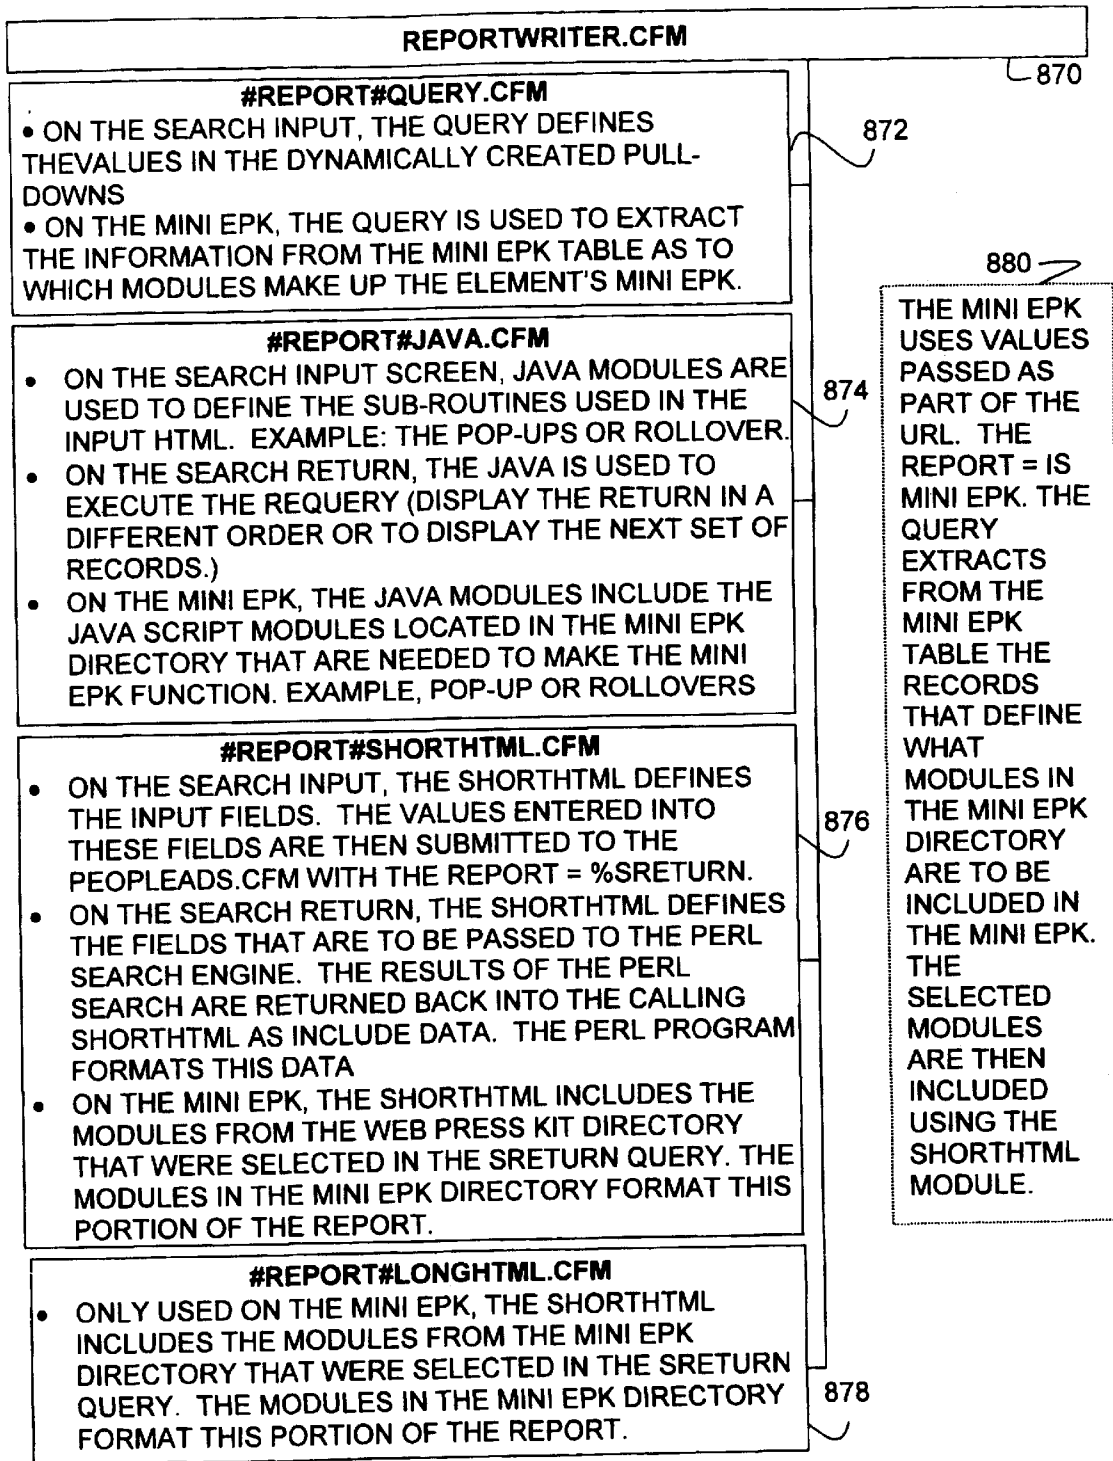 REPORTWRITER.CFM
870
#REPORT#QUERY.CFM
• ON THE SEARCH INPUT, THE QUERY DEFINES
THEVALUES IN THE DYNAMICALLY CREATED PULL-
DOWNS
• ON THE MINI EPK, THE QUERY IS USED TO EXTRACT
THE INFORMATION FROM THE MINI EPK TABLE AS TO
WHICH MODULES MAKE UP THE ELEMENT'S MINI EPK.
872
#REPORT#JAVA.CFM
• ON THE SEARCH INPUT SCREEN, JAVA MODULES ARE
USED TO DEFINE THE SUB-ROUTINES USED IN THE
INPUT HTML. EXAMPLE: THE POP-UPS OR ROLLOVER.
• ON THE SEARCH RETURN, THE JAVA IS USED TO
EXECUTE THE REQUERY (DISPLAY THE RETURN IN A
DIFFERENT ORDER OR TO DISPLAY THE NEXT SET OF
RECORDS.)
• ON THE MINI EPK, THE JAVA MODULES INCLUDE THE
JAVA SCRIPT MODULES LOCATED IN THE MINI EPK
DIRECTORY THAT ARE NEEDED TO MAKE THE MINI
EPK FUNCTION. EXAMPLE, POP-UP OR ROLLOVERS
874
#REPORT#SHORTHTML.CFM
• ON THE SEARCH INPUT, THE SHORTHTML DEFINES
THE INPUT FIELDS. THE VALUES ENTERED INTO
THESE FIELDS ARE THEN SUBMITTED TO THE
PEOPLEADS.CFM WITH THE REPORT = %SRETURN.
• ON THE SEARCH RETURN, THE SHORTHTML DEFINES
THE FIELDS THAT ARE TO BE PASSED TO THE PERL
SEARCH ENGINE. THE RESULTS OF THE PERL
SEARCH ARE RETURNED BACK INTO THE CALLING
SHORTHTML AS INCLUDE DATA. THE PERL PROGRAM
FORMATS THIS DATA
• ON THE MINI EPK, THE SHORTHTML INCLUDES THE
MODULES FROM THE WEB PRESS KIT DIRECTORY
THAT WERE SELECTED IN THE SRETURN QUERY. THE
MODULES IN THE MINI EPK DIRECTORY FORMAT THIS
PORTION OF THE REPORT.
876
#REPORT#LONGHTML.CFM
• ONLY USED ON THE MINI EPK, THE SHORTHTML
INCLUDES THE MODULES FROM THE MINI EPK
DIRECTORY THAT WERE SELECTED IN THE SRETURN
QUERY. THE MODULES IN THE MINI EPK DIRECTORY
FORMAT THIS PORTION OF THE REPORT.
878
880
THE MINI EPK
USES VALUES
PASSED AS
PART OF THE
URL. THE
REPORT = IS
MINI EPK. THE
QUERY
EXTRACTS
FROM THE
MINI EPK
TABLE THE
RECORDS
THAT DEFINE
WHAT
MODULES IN
THE MINI EPK
DIRECTORY
ARE TO BE
INCLUDED IN
THE MINI EPK.
THE
SELECTED
MODULES
ARE THEN
INCLUDED
USING THE
SHORTHTML
MODULE.